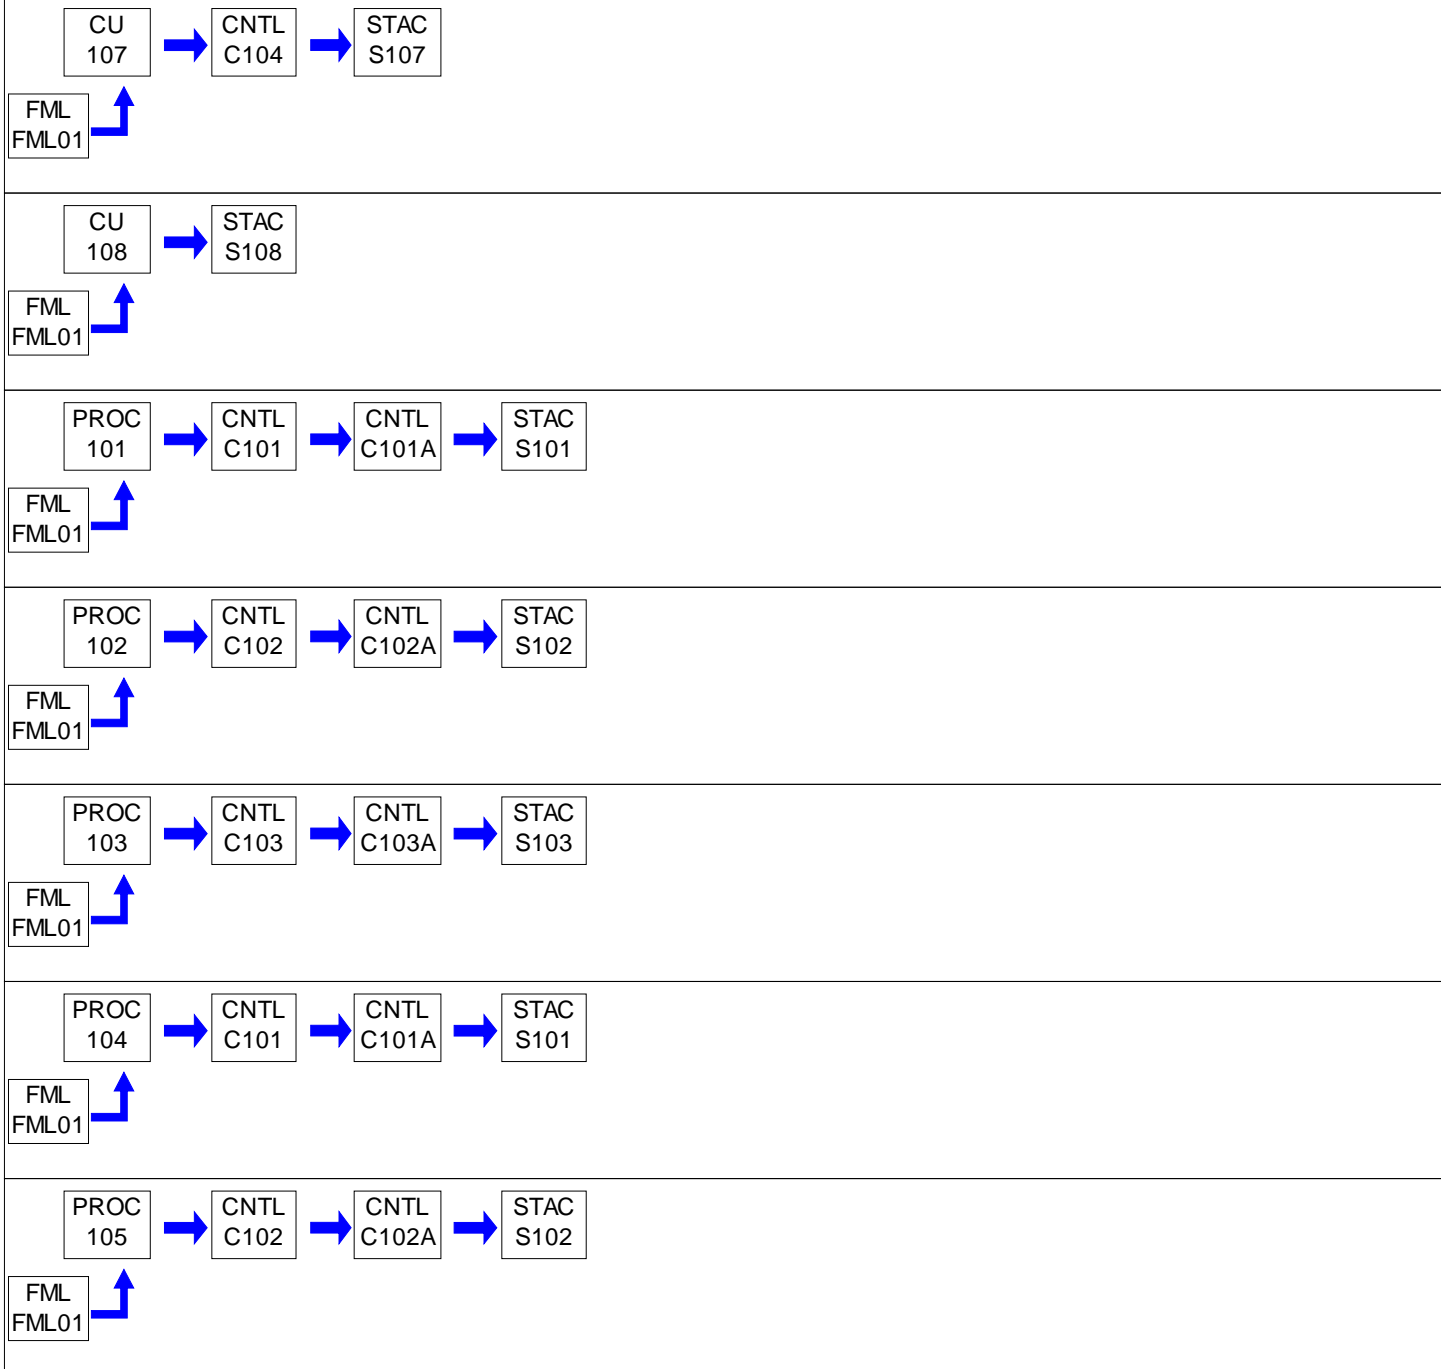 CU
107
CNTL
C104
STAC
S107
FML
FML01
CU
108
STAC
S108
FML
FML01
PROC
101
CNTL
C101
CNTL
C101A
STAC
S101
FML
FML01
PROC
102
CNTL
C102
CNTL
C102A
STAC
S102
FML
FML01
PROC
103
CNTL
C103
CNTL
C103A
STAC
S103
FML
FML01
PROC
104
CNTL
C101
CNTL
C101A
STAC
S101
FML
FML01
PROC
105
CNTL
C102
CNTL
C102A
STAC
S102
FML
FML01